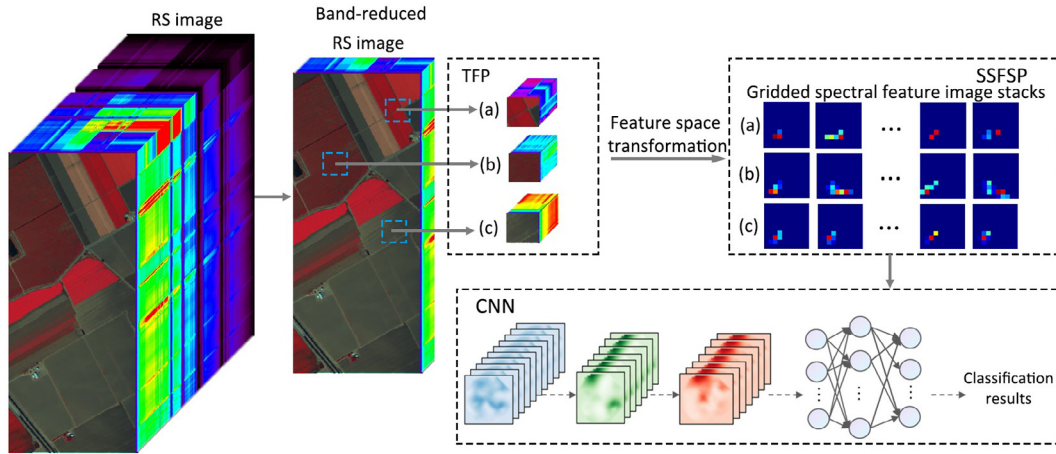 RS image
Band-reduced
RS image
TFP
(a)
(b)
(c)
Feature space
transformation
SSFSP
Gridded spectral feature image stacks
(a)
...
(b)
...
(c)
...
CNN
Classification
results